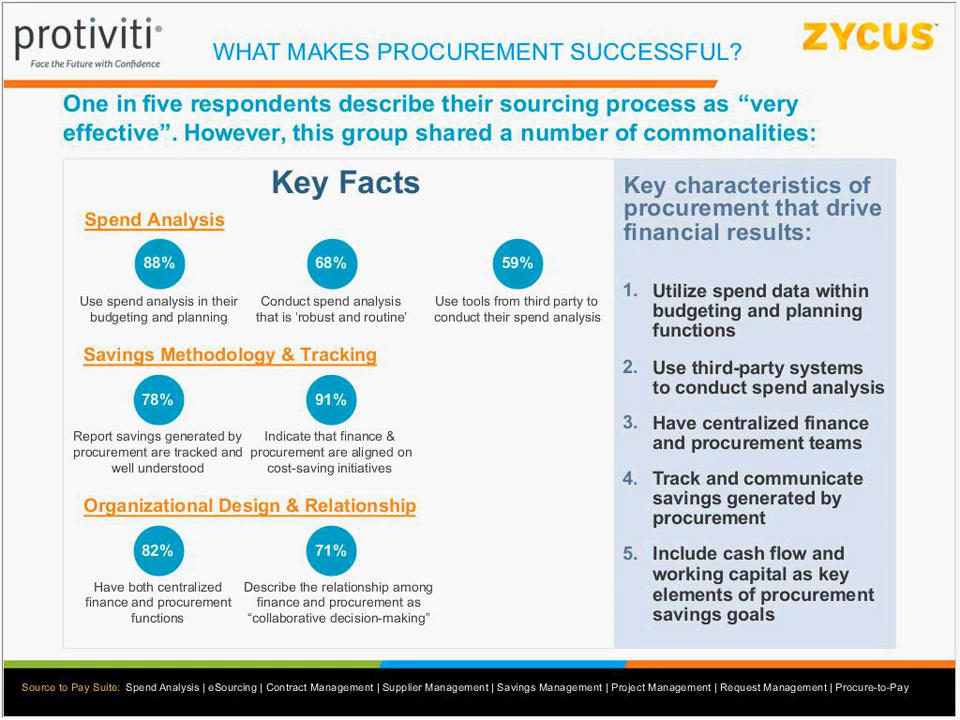 protiviti®
Face the Future with Confidence
WHAT MAKES PROCUREMENT SUCCESSFUL?
ZYCUS™
One in five respondents describe their sourcing process as “very
effective”. However, this group shared a number of commonalities:
Key Facts
Spend Analysis
88%
Use spend analysis in their
budgeting and planning
68%
Conduct spend analysis
that is ‘robust and routine’
59%
Use tools from third party to
conduct their spend analysis
Savings Methodology & Tracking
78%
Report savings generated by
procurement are tracked and
well understood
91%
Indicate that finance &
procurement are aligned on
cost-saving initiatives
Organizational Design & Relationship
82%
Have both centralized
finance and procurement
functions
71%
Describe the relationship among
finance and procurement as
“collaborative decision-making”
Key characteristics of
procurement that drive
financial results:
1. Utilize spend data within
budgeting and planning
functions
2. Use third-party systems
to conduct spend analysis
3. Have centralized finance
and procurement teams
4. Track and communicate
savings generated by
procurement
5. Include cash flow and
working capital as key
elements of procurement
savings goals
Source to Pay Suite: Spend Analysis | eSourcing | Contract Management | Supplier Management | Savings Management | Project Management | Request Management | Procure-to-Pay